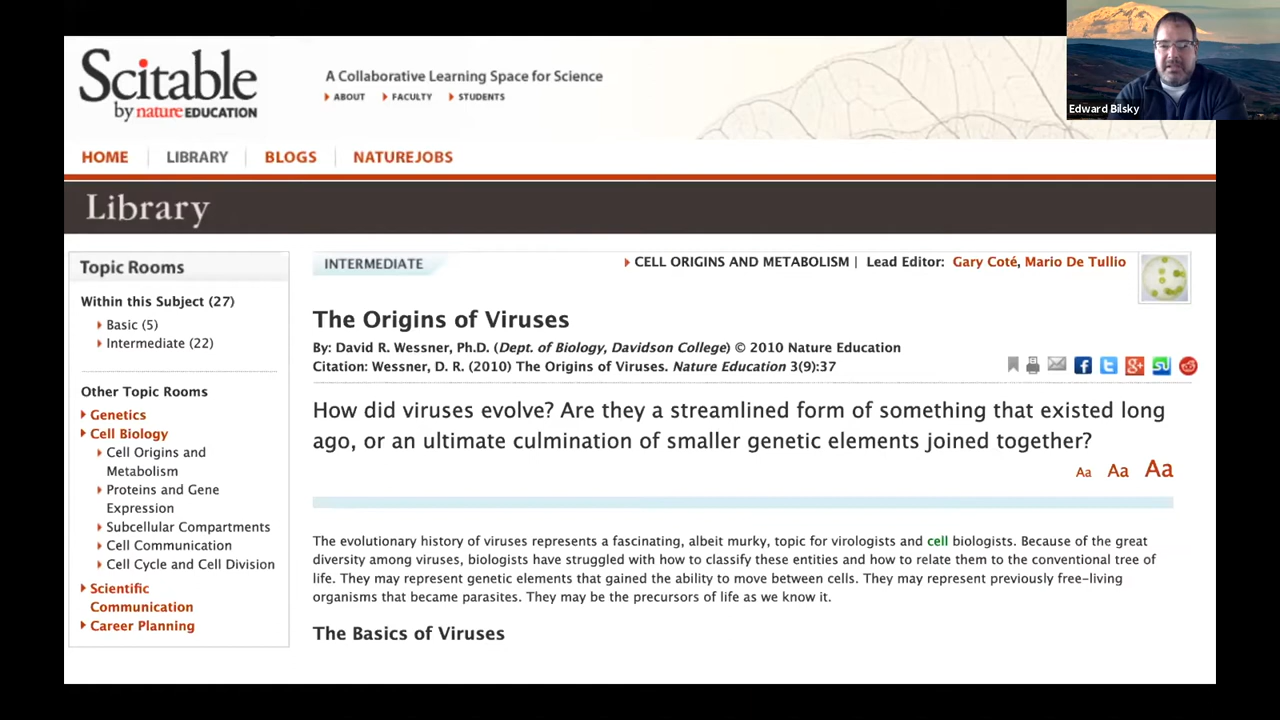 Scitable
by natureEDUCATION
A Collaborative Learning Space for Science
ABOUT FACULTY STUDENTS
Edward Bilsky
HOME LIBRARY BLOGS NATUREJOBS
Library
Topic Rooms
Within this Subject (27)
Basic (5)
Intermediate (22)
Other Topic Rooms
Genetics
Cell Biology
Cell Origins and
Metabolism
Proteins and Gene
Expression
Subcellular Compartments
Cell Communication
Cell Cycle and Cell Division
Scientific
Communication
Career Planning
INTERMEDIATE
CELL ORIGINS AND METABOLISM | Lead Editor: Gary Coté, Mario De Tullio
The Origins of Viruses
By: David R. Wessner, Ph.D. (Dept. of Biology, Davidson College) © 2010 Nature Education
Citation: Wessner, D. R. (2010) The Origins of Viruses. Nature Education 3(9):37
How did viruses evolve? Are they a streamlined form of something that existed long
ago, or an ultimate culmination of smaller genetic elements joined together?
Aa Aa Aa
The evolutionary history of viruses represents a fascinating, albeit murky, topic for virologists and cell biologists. Because of the great
diversity among viruses, biologists have struggled with how to classify these entities and how to relate them to the conventional tree of
life. They may represent genetic elements that gained the ability to move between cells. They may represent previously free-living
organisms that became parasites. They may be the precursors of life as we know it.
The Basics of Viruses